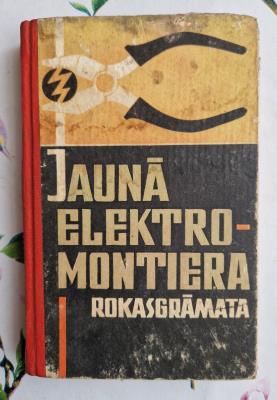 JAUNĀ
ELEKTRO-
MONTIERA
ROKASGRĀMATA